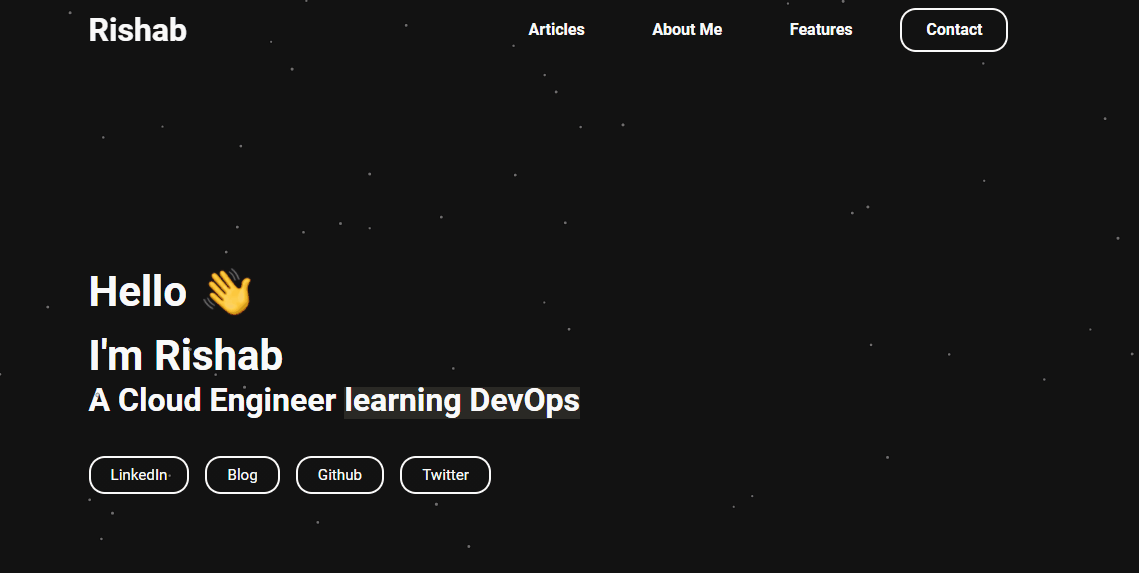 Rishab
Articles About Me Features Contact
Hello 👋
I'm Rishab
A Cloud Engineer learning DevOps
LinkedIn Blog Github Twitter